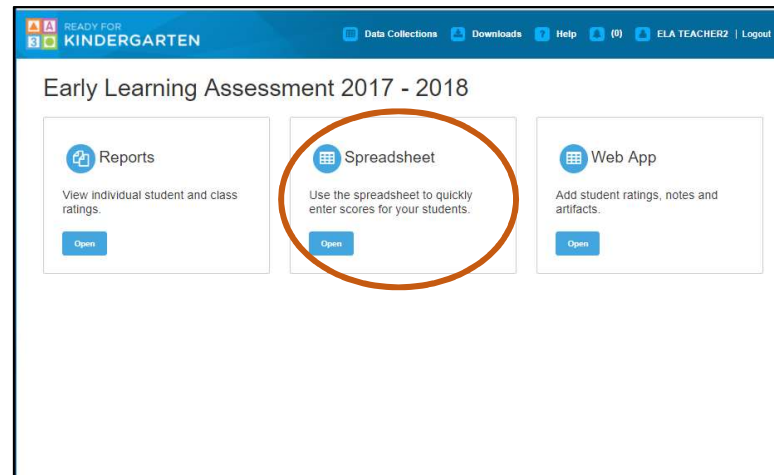 READY FOR
KINDERGARTEN
Data Collections Downloads ? Help (0) ELA TEACHER2 | Logout
Early Learning Assessment 2017 - 2018
Reports
View individual student and class
ratings.
Open
Spreadsheet
Use the spreadsheet to quickly
enter scores for your students.
Open
Web App
Add student ratings, notes and
artifacts.
Open